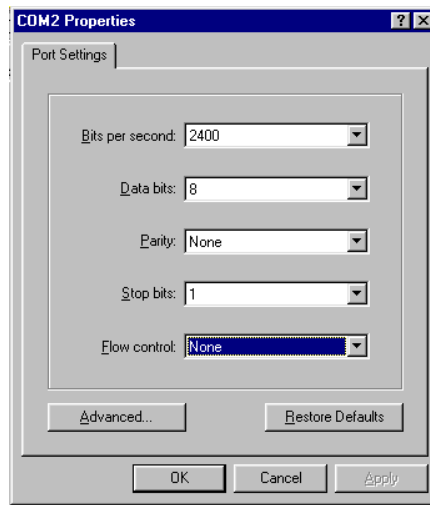 COM2 Properties
Port Settings
Bits per second: 2400
Data bits: 8
Parity: None
Stop bits: 1
Flow control: None
Advanced... Restore Defaults
OK Cancel Apply